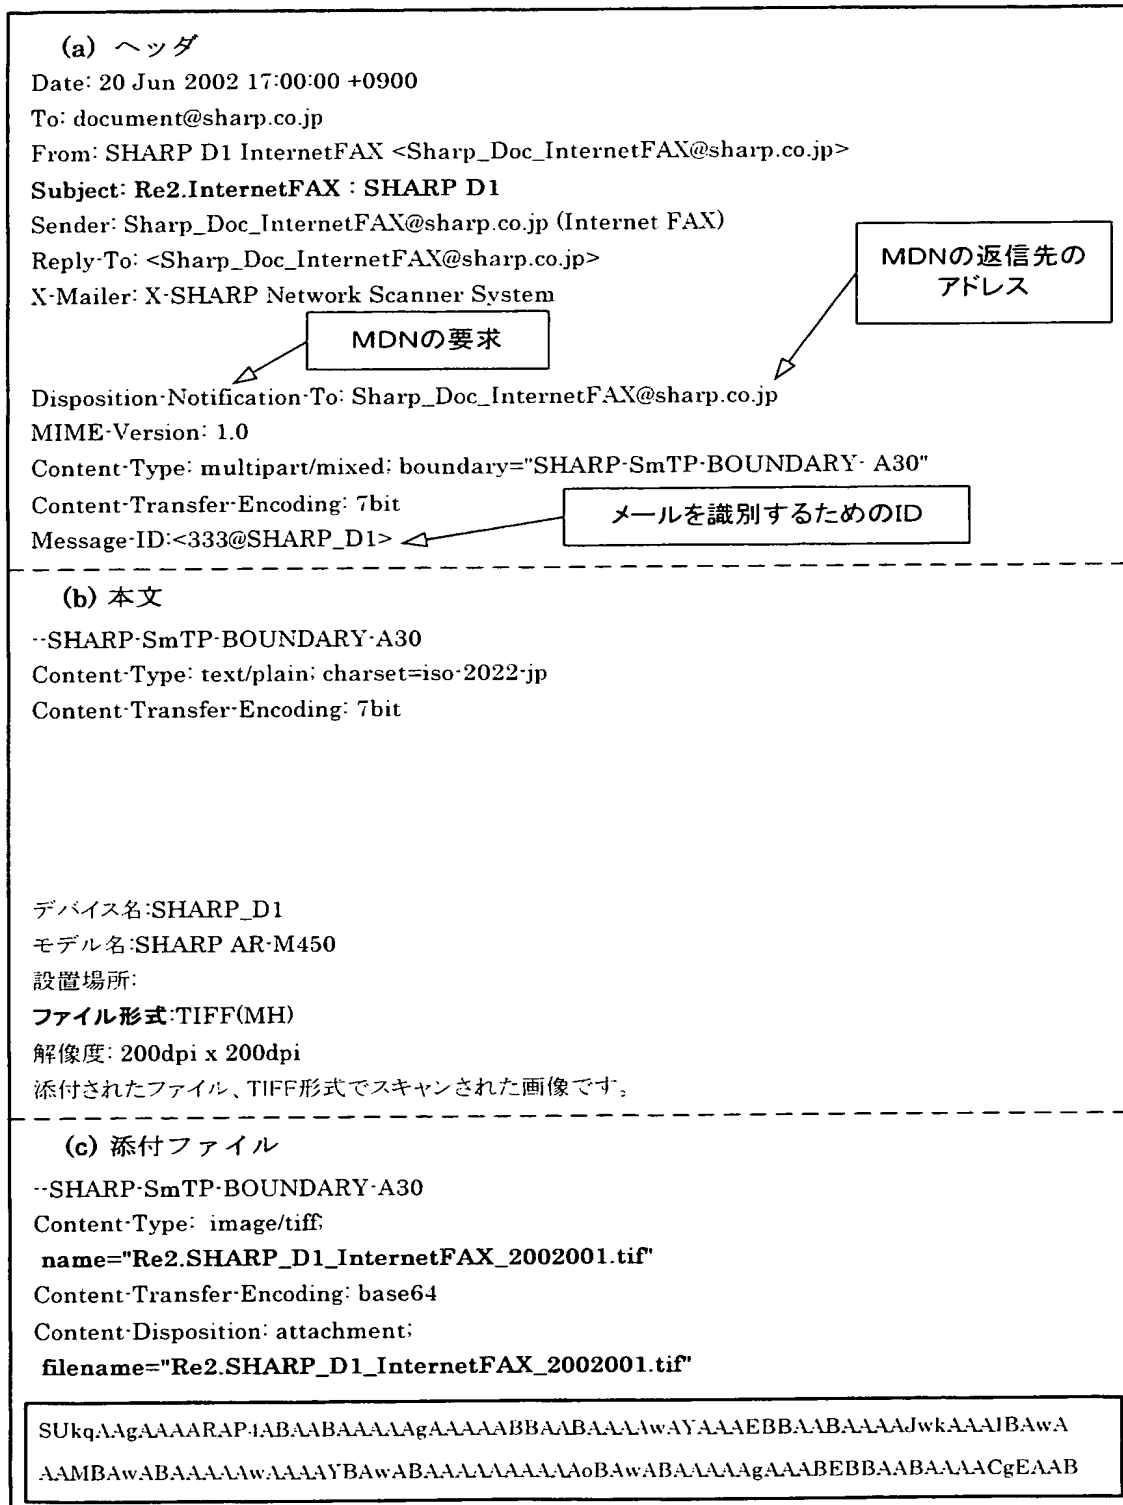 (a) ヘッダ
Date: 20 Jun 2002 17:00:00 +0900
To: document@sharp.co.jp
From: SHARP D1 InternetFAX <Sharp_Doc_InternetFAX@sharp.co.jp>
Subject: Re2.InternetFAX : SHARP D1
Sender: Sharp_Doc_InternetFAX@sharp.co.jp (Internet FAX)
Reply-To: <Sharp_Doc_InternetFAX@sharp.co.jp>
X-Mailer: X-SHARP Network Scanner System
MDNの返信先の
アドレス
MDNの要求
Disposition-Notification-To: Sharp_Doc_InternetFAX@sharp.co.jp
MIME-Version: 1.0
Content-Type: multipart/mixed; boundary="SHARP-SmTP-BOUNDARY- A30"
Content-Transfer-Encoding: 7bit
メールを識別するためのID
Message-ID:<333@SHARP_D1>
(b) 本文
--SHARP-SmTP-BOUNDARY-A30
Content-Type: text/plain; charset=iso-2022-jp
Content-Transfer-Encoding: 7bit
デバイス名:SHARP_D1
モデル名:SHARP AR-M450
設置場所:
ファイル形式:TIFF(MH)
解像度: 200dpi x 200dpi
添付されたファイル、TIFF形式でスキャンされた画像です。
(c) 添付ファイル
--SHARP-SmTP-BOUNDARY-A30
Content-Type: image/tiff;
name="Re2.SHARP_D1_InternetFAX_2002001.tif"
Content-Transfer-Encoding: base64
Content-Disposition: attachment;
filename="Re2.SHARP_D1_InternetFAX_2002001.tif"